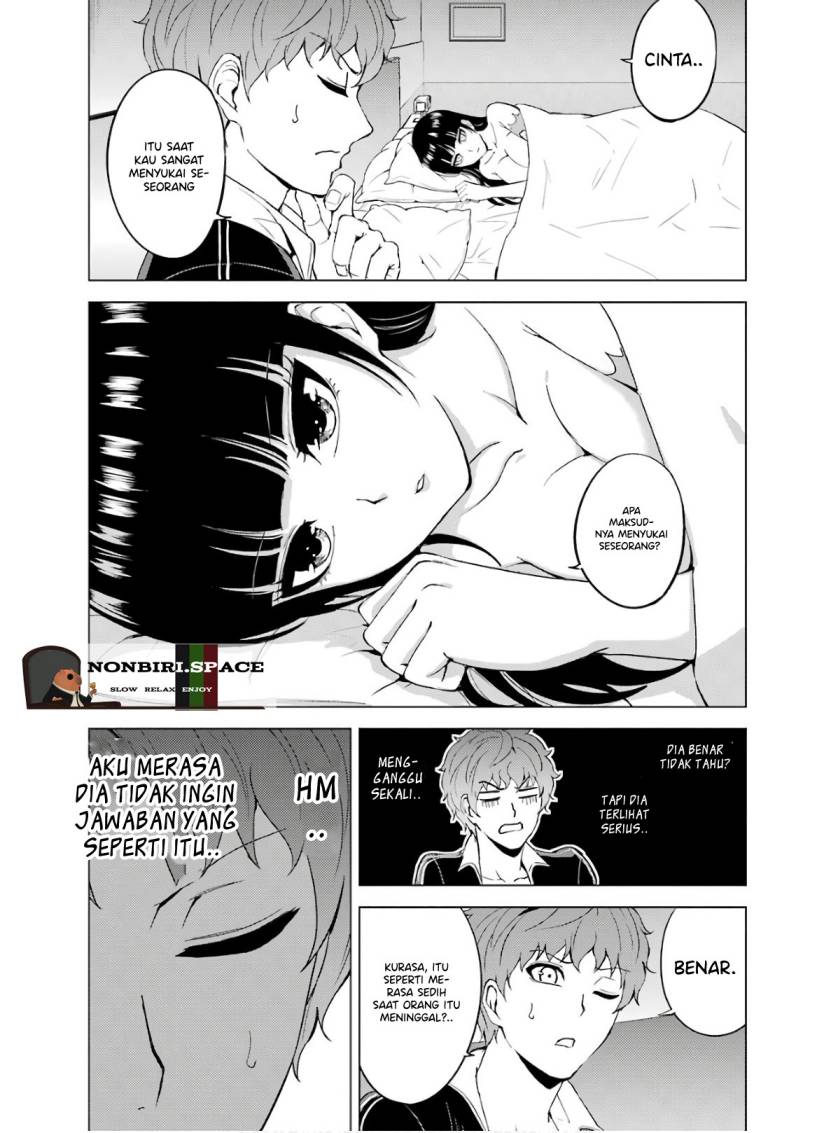 CINTA..
ITU SAAT
KAU SANGAT
MENYUKAI SE-
SEORANG
APA
MAKSUD-
NYA MENYUKAI
SESEORANG?
NONBIRI.SPACE
SLOW RELAX ENJOY
DIA BENAR
TIDAK TAHU?
TAPI DIA
TERLIHAT
SERIUS..
MENG-
GANGGU
SEKALI..
HM
..
AKU MERASA
DIA TIDAK INGIN
JAWABAN YANG
SEPERTI ITU..
BENAR.
KURASA, ITU
SEPERTI ME-
RASA SEDIH
SAAT ORANG ITU
MENINGGAL?..